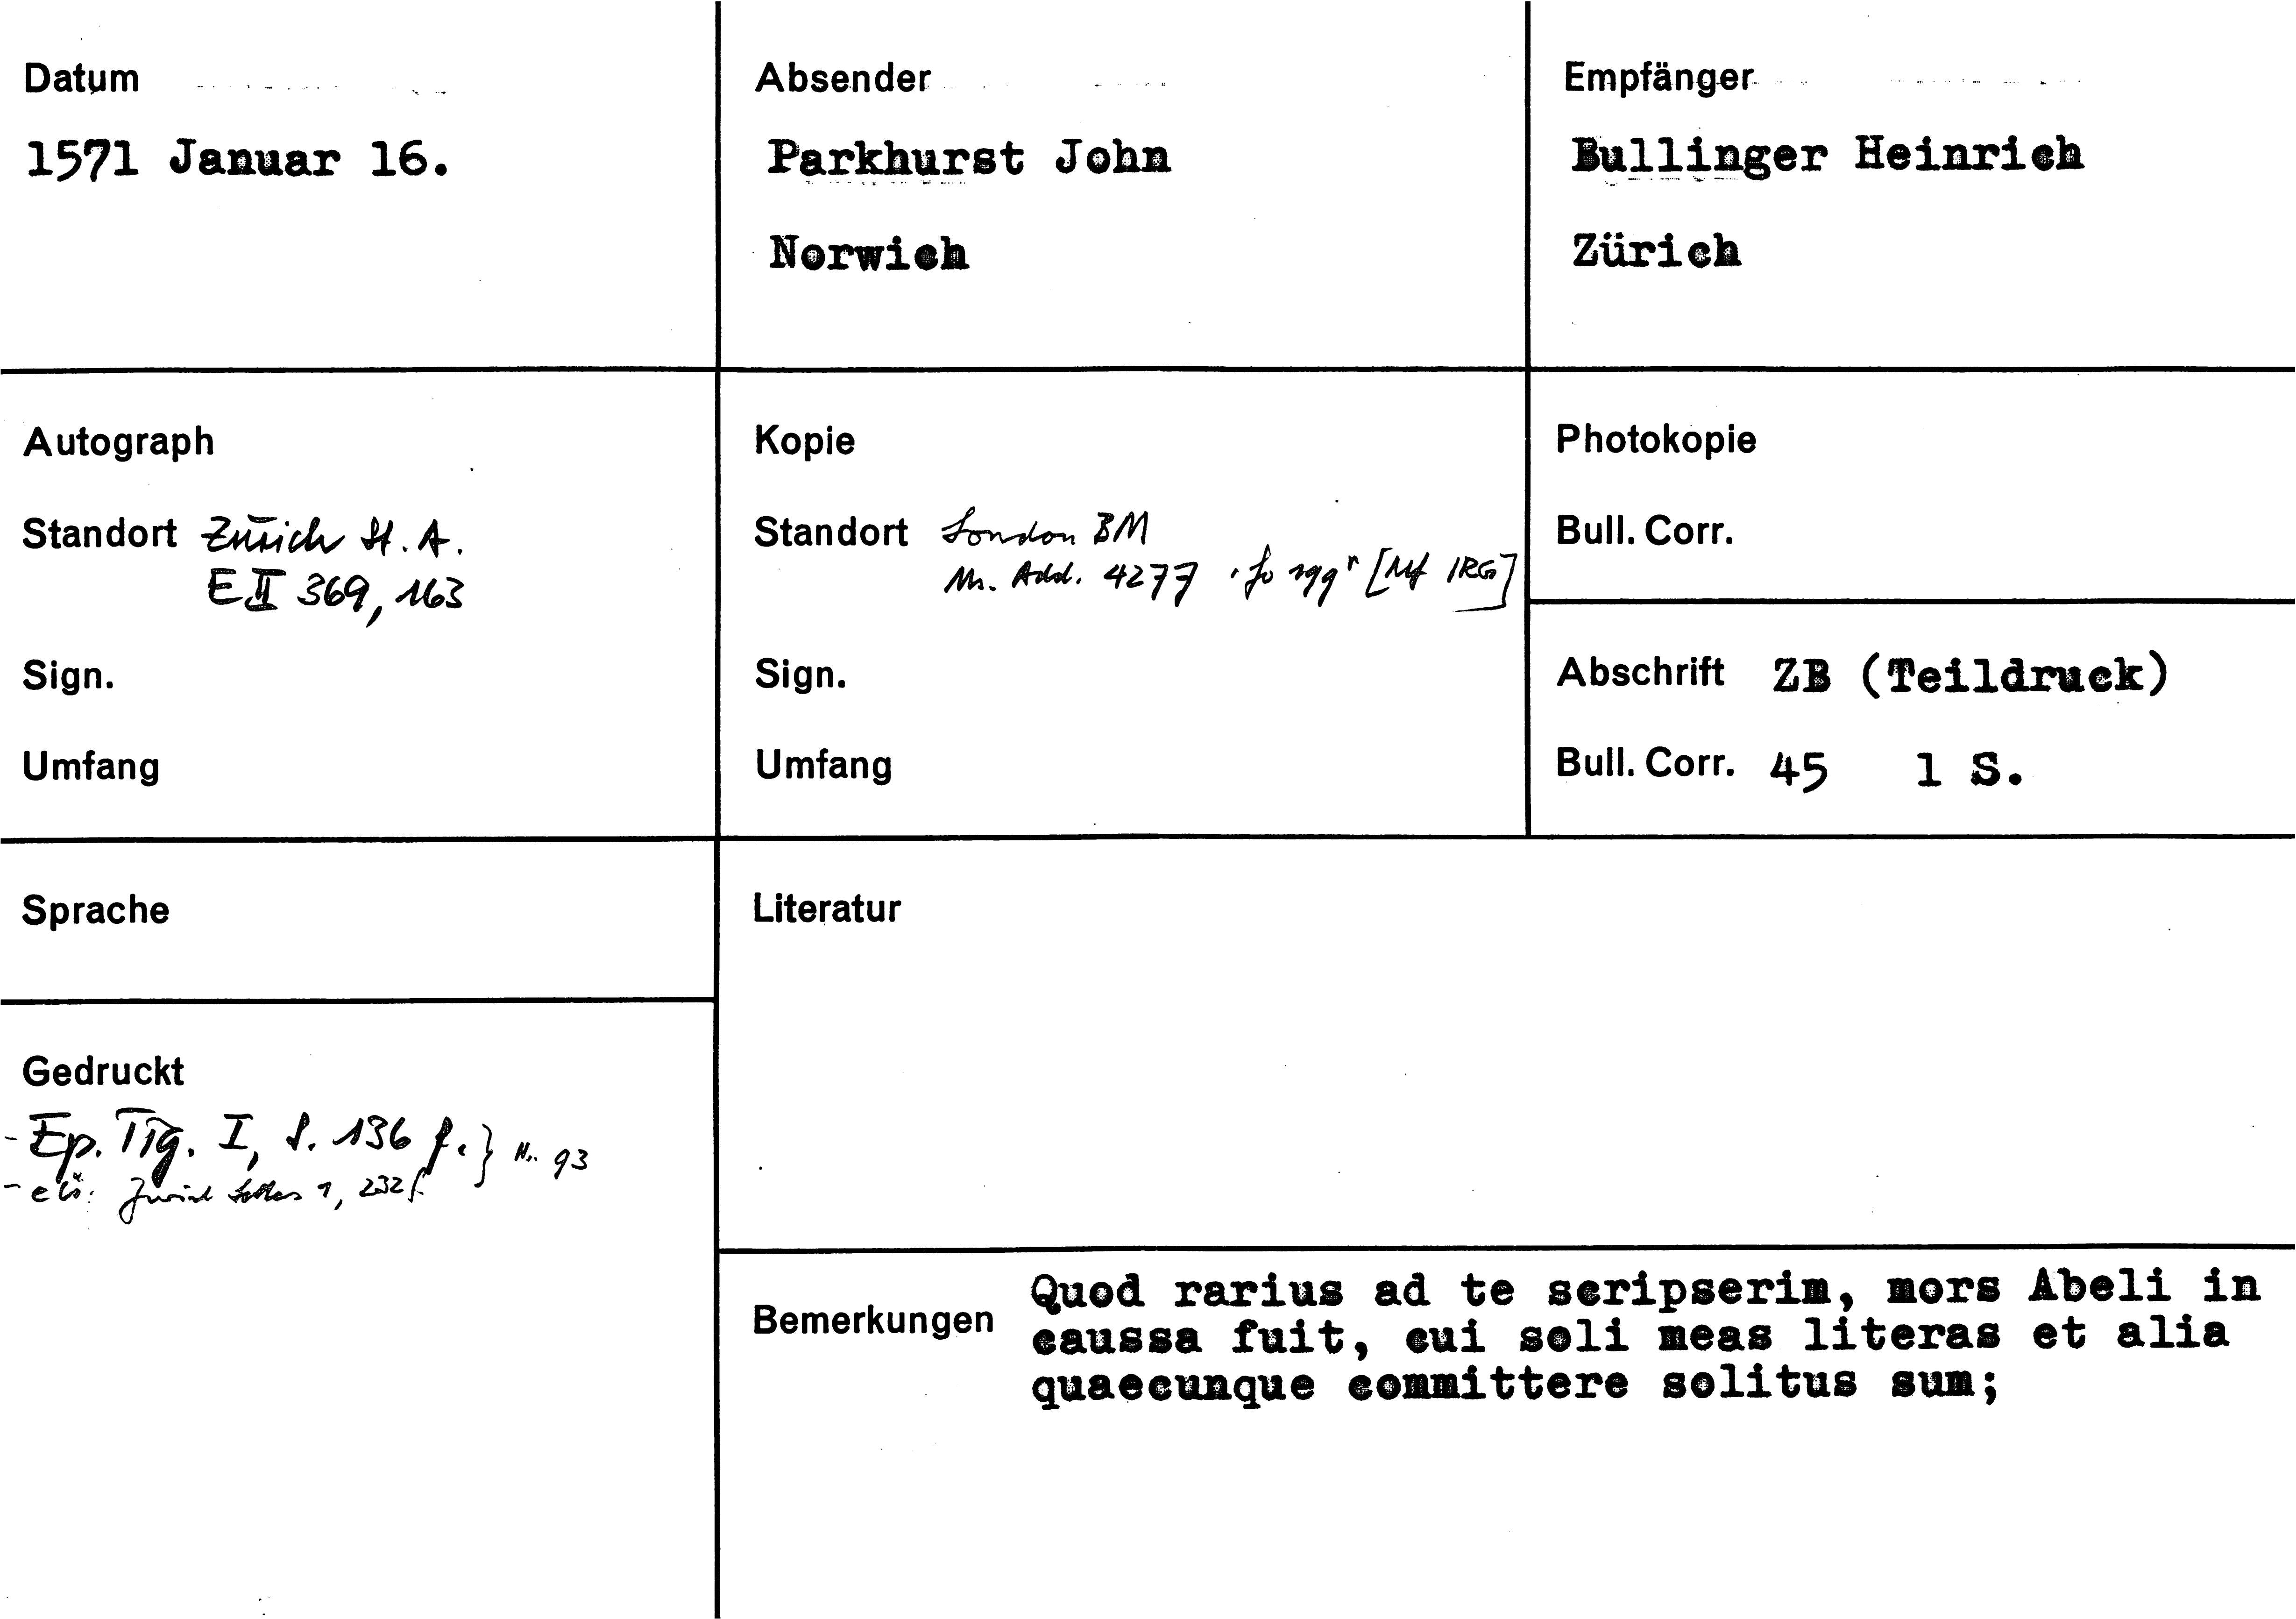 Datum
1571 Januar 16.
Absender
Parkhurst John
Norwich
Empfänger
Bullinger Heinrich
Zürich
Autograph
Standort Zürich St. A.
E II 369, 163
Sign.
Umfang
Kopie
Standort London BM
Ms. Add. 4277 fo 199r [Mf IRG]
Sign.
Umfang
Photokopie
Bull. Corr.
Abschrift ZB (Teildruck)
Bull. Corr. 45 1 S.
Sprache
Literatur
Gedruckt
- Ep. Tig. I, S. 136 f. } Nr. 93
- Zurich Letters 1, 232 f.
Bemerkungen
Quod rarius ad te scripserim, mors Abeli in
caussa fuit, cui soli meas literas et alia
quaecunque committere solitus sum;